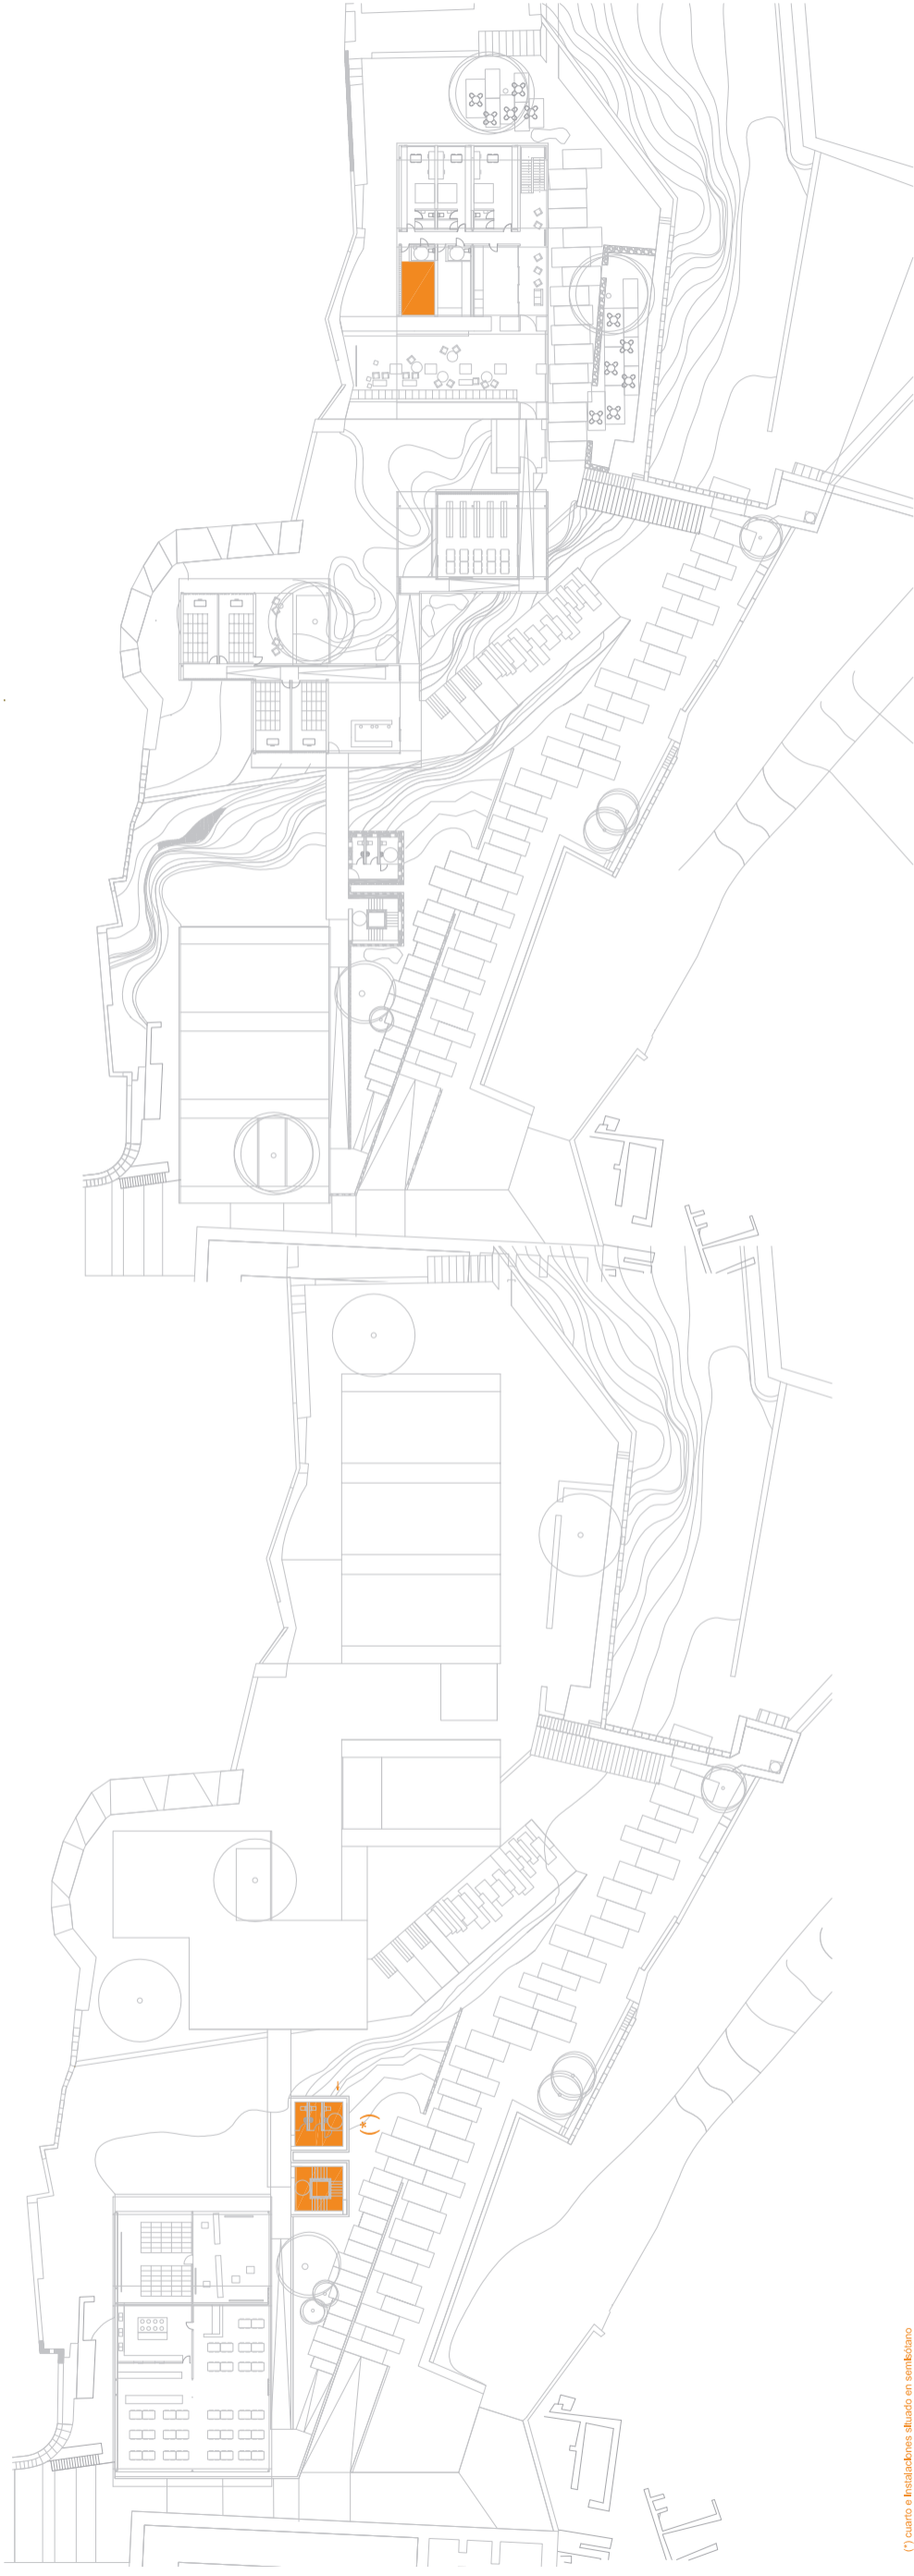 (*)
(*) cuarto e instalaciones situado en semisótano